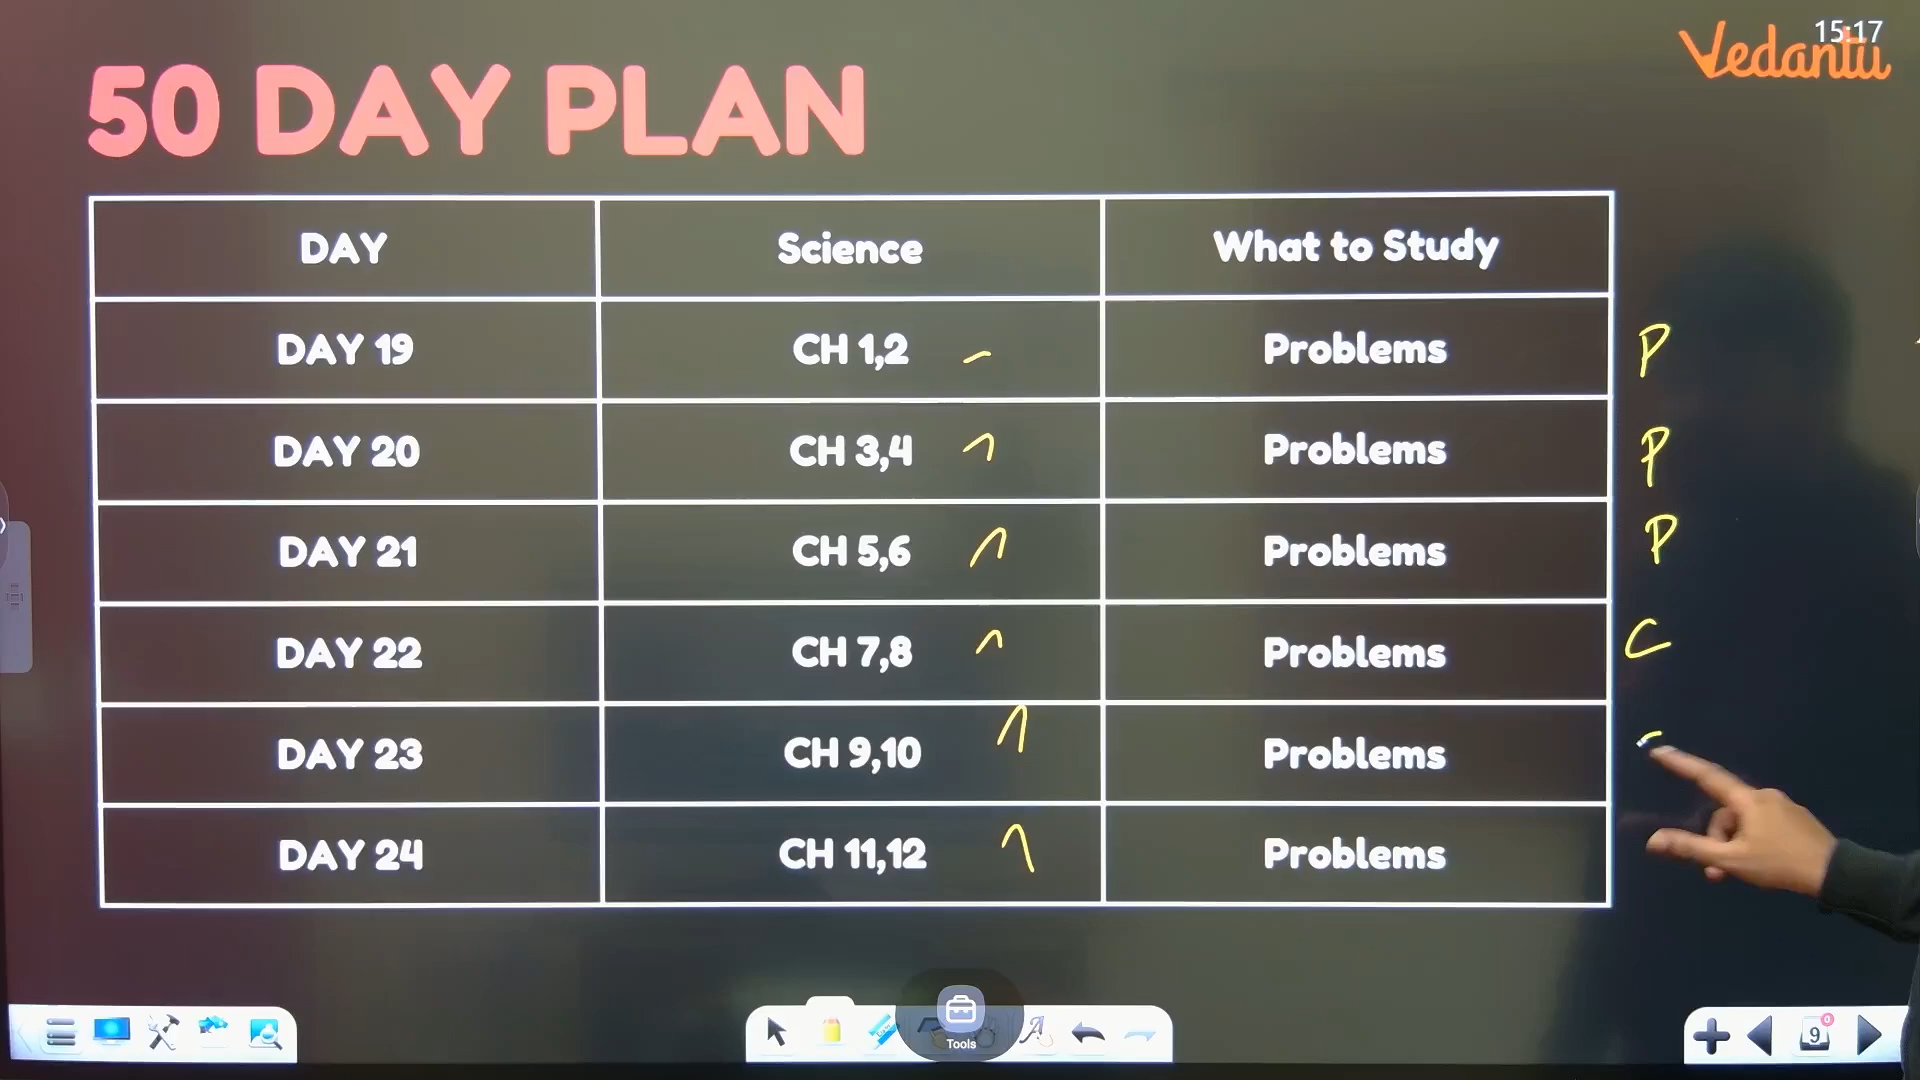 15:17
Vedantu
50 DAY PLAN
DAY Science What to Study
DAY 19 CH 1,2 Problems P
DAY 20 CH 3,4 Problems P
DAY 21 CH 5,6 Problems P
DAY 22 CH 7,8 Problems C
DAY 23 CH 9,10 Problems
DAY 24 CH 11,12 Problems
Tools
9
0